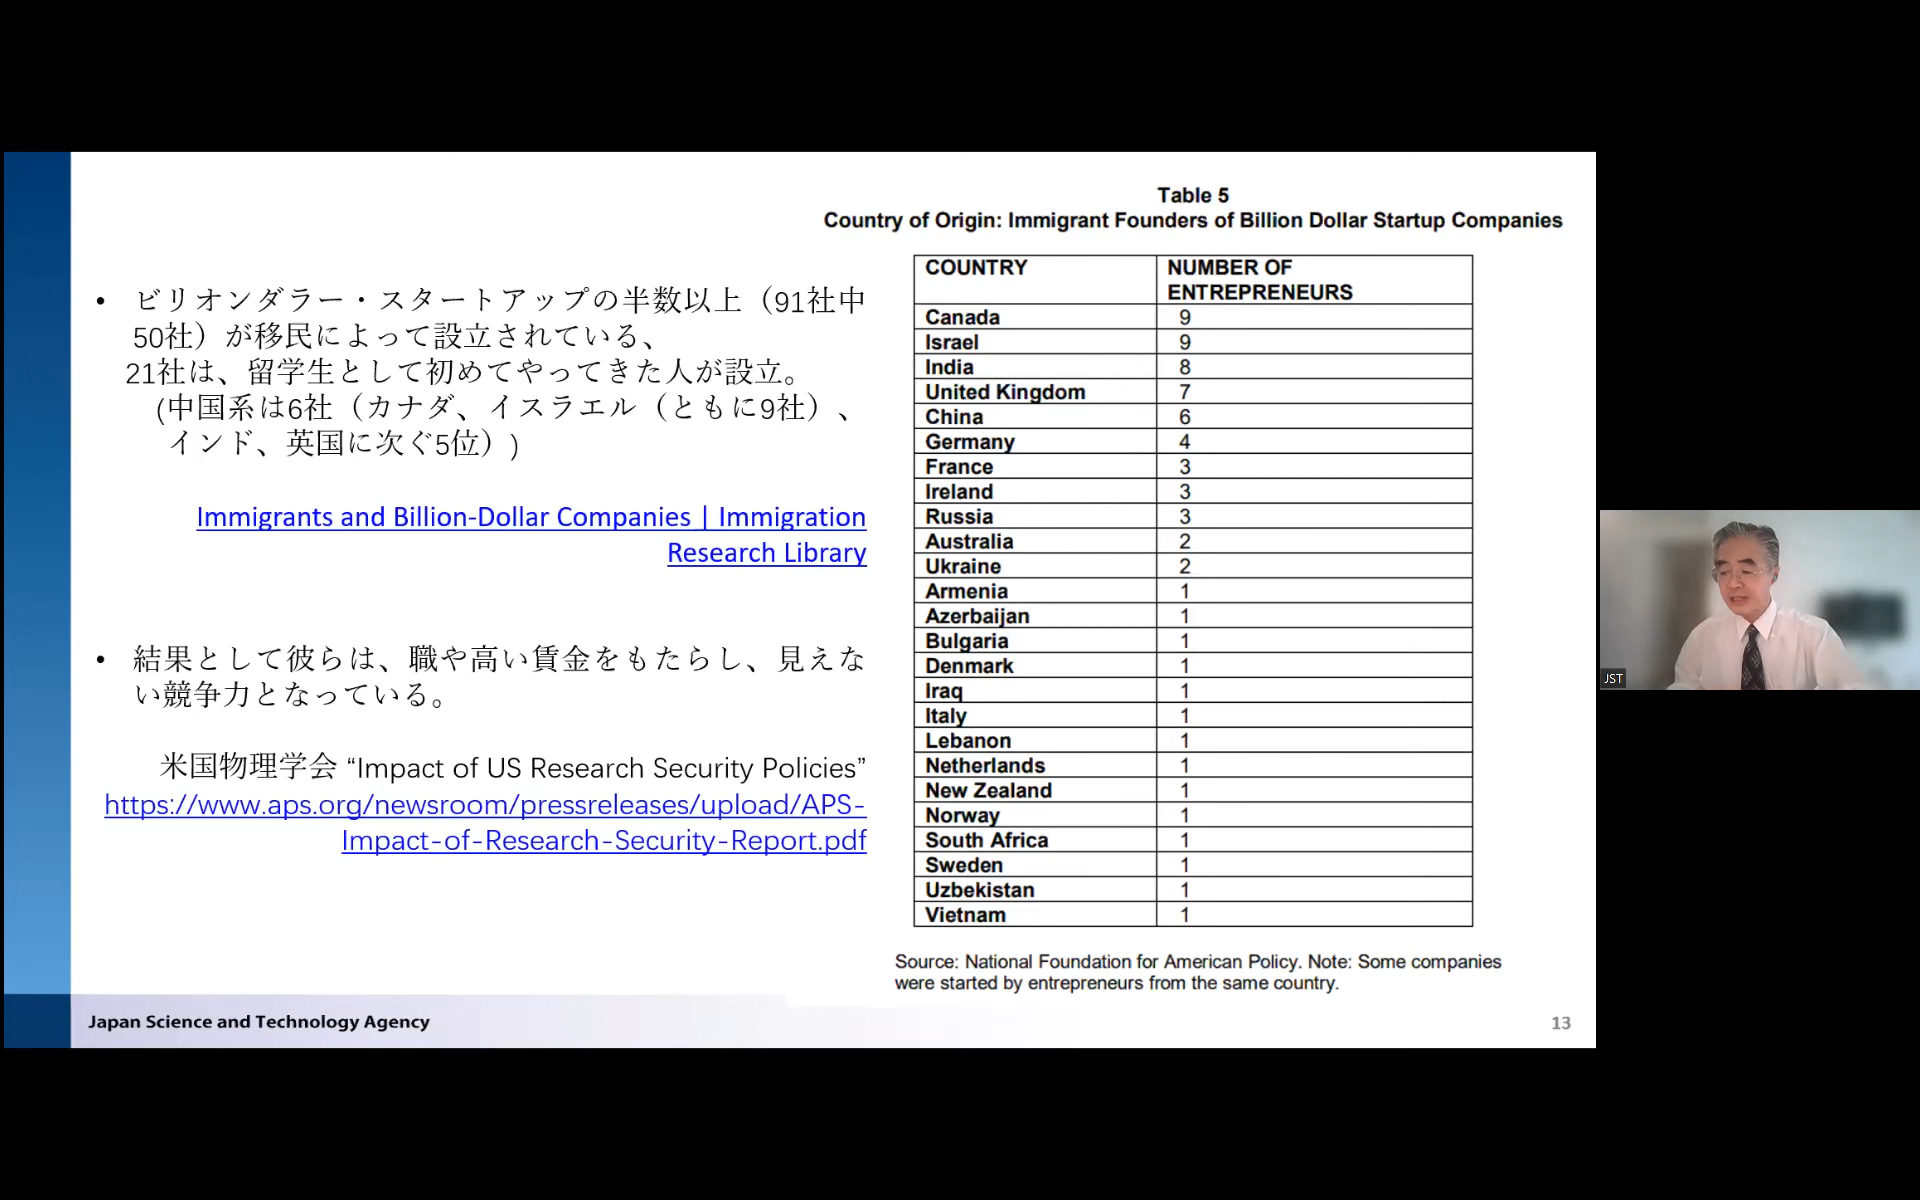 • ビリオンダラー・スタートアップの半数以上（91社中
50社）が移民によって設立されている、
21社は、留学生として初めてやってきた人が設立。
(中国系は6社（カナダ、イスラエル（ともに9社）、
インド、英国に次ぐ5位）)
Immigrants and Billion-Dollar Companies | Immigration
Research Library
• 結果として彼らは、職や高い賃金をもたらし、見えな
い競争力となっている。
米国物理学会 “Impact of US Research Security Policies”
https://www.aps.org/newsroom/pressreleases/upload/APS-
Impact-of-Research-Security-Report.pdf
Table 5
Country of Origin: Immigrant Founders of Billion Dollar Startup Companies
COUNTRY NUMBER OF
ENTREPRENEURS
Canada 9
Israel 9
India 8
United Kingdom 7
China 6
Germany 4
France 3
Ireland 3
Russia 3
Australia 2
Ukraine 2
Armenia 1
Azerbaijan 1
Bulgaria 1
Denmark 1
Iraq 1
Italy 1
Lebanon 1
Netherlands 1
New Zealand 1
Norway 1
South Africa 1
Sweden 1
Uzbekistan 1
Vietnam 1
Source: National Foundation for American Policy. Note: Some companies
were started by entrepreneurs from the same country.
Japan Science and Technology Agency
13
JST